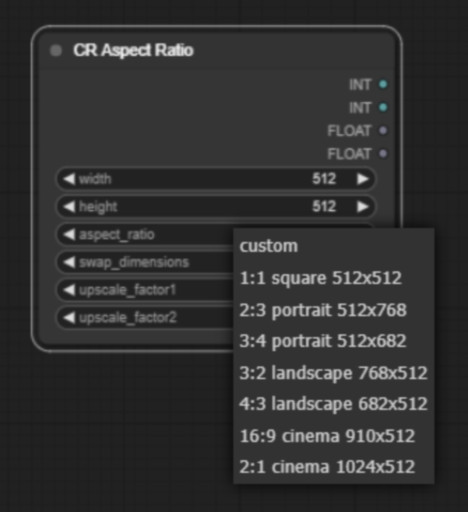 CR Aspect Ratio
INT
INT
FLOAT
FLOAT
width 512
height 512
aspect_ratio
swap_dimensions
upscale_factor1
upscale_factor2
custom
1:1 square 512x512
2:3 portrait 512x768
3:4 portrait 512x682
3:2 landscape 768x512
4:3 landscape 682x512
16:9 cinema 910x512
2:1 cinema 1024x512